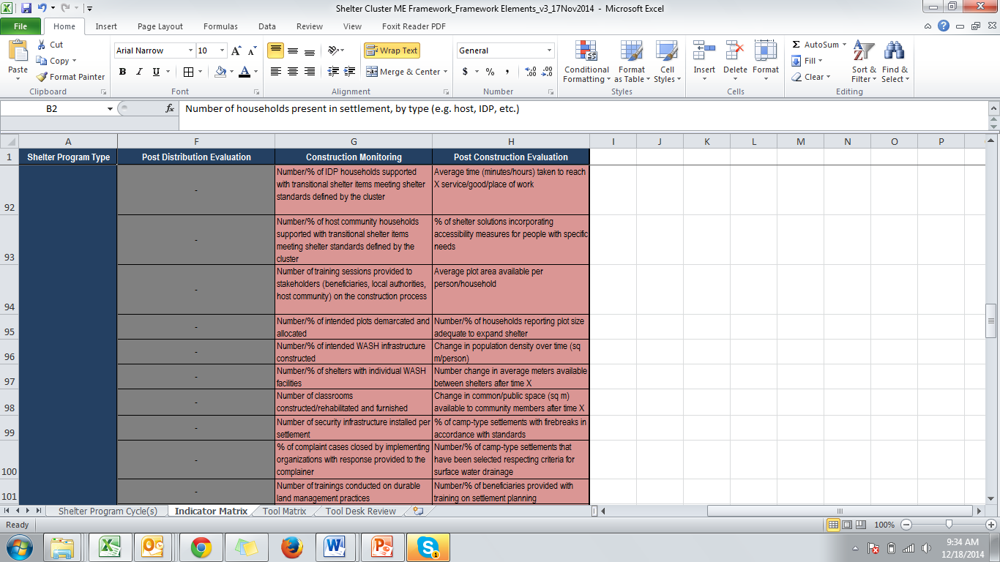 Shelter Cluster ME Framework_Framework Elements_v3_17Nov2014 - Microsoft Excel
File Home Insert Page Layout Formulas Data Review View Foxit Reader PDF
Paste
Cut
Copy
Format Painter
Clipboard
Arial Narrow 10
B I U
Font
Wrap Text
Merge & Center
Alignment
General
$ % ,
Number
Conditional Formatting
Format as Table
Cell Styles
Styles
Insert Delete Format
Cells
AutoSum
Fill
Clear
Sort & Filter
Find & Select
Editing
B2 fx Number of households present in settlement, by type (e.g. host, IDP, etc.)
A F G H I J K L M N O P
1 Shelter Program Type Post Distribution Evaluation Construction Monitoring Post Construction Evaluation
92
-
Number/% of IDP households supported
with transitional shelter items meeting shelter
standards defined by the cluster
Average time (minutes/hours) taken to reach
X service/good/place of work
93
-
Number/% of host community households
supported with transitional shelter items
meeting shelter standards defined by the
cluster
% of shelter solutions incorporating
accessibility measures for people with specific
needs
94
-
Number of training sessions provided to
stakeholders (beneficiaries, local authorities,
host community) on the construction process
Average plot area available per
person/household
95
-
Number/% of intended plots demarcated and
allocated
Number/% of households reporting plot size
adequate to expand shelter
96
-
Number/% of intended WASH infrastructure
constructed
Change in population density over time (sq
m/person)
97
-
Number/% of shelters with individual WASH
facilities
Number change in average meters available
between shelters after time X
98
-
Number of classrooms
constructed/rehabilitated and furnished
Change in common/public space (sq m)
available to community members after time X
99
-
Number of security infrastructure installed per
settlement
% of camp-type settlements with firebreaks in
accordance with standards
100
-
% of complaint cases closed by implementing
organizations with response provided to the
complainer
Number/% of camp-type settlements that
have been selected respecting criteria for
surface water drainage
101
-
Number of trainings conducted on durable
land management practices
Number/% of beneficiaries provided with
training on settlement planning
Shelter Program Cycle(s) Indicator Matrix Tool Matrix Tool Desk Review
Ready 100%
9:34 AM
12/18/2014